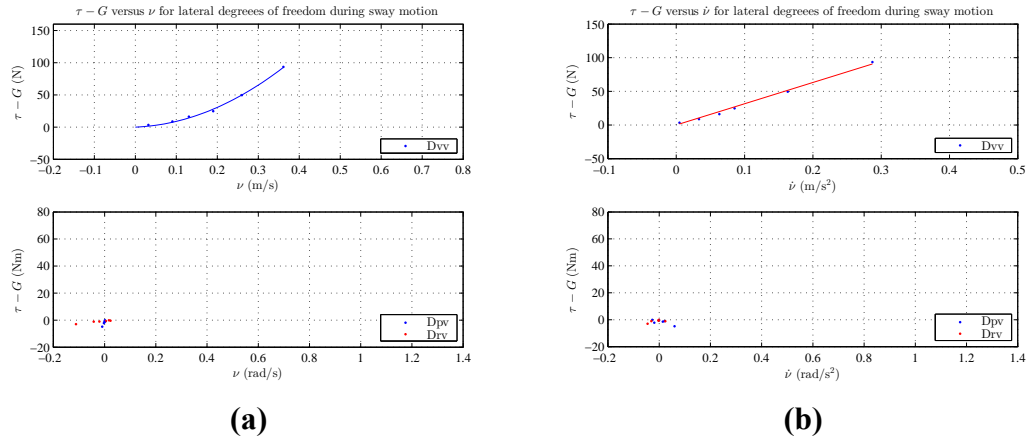 τ − G versus ν for lateral degreees of freedom during sway motion
150
100
50
0
−50
τ − G (N)
−0.2 −0.1 0 0.1 0.2 0.3 0.4 0.5 0.6 0.7 0.8
ν (m/s)
Dvv
80
60
40
20
0
−20
τ − G (Nm)
−0.2 0 0.2 0.4 0.6 0.8 1 1.2 1.4
ν (rad/s)
Dpv
Drv
(a)
τ − G versus ν̇ for lateral degreees of freedom during sway motion
150
100
50
0
−50
τ − G (N)
−0.1 0 0.1 0.2 0.3 0.4 0.5
ν̇ (m/s²)
Dvv
80
60
40
20
0
−20
τ − G (Nm)
−0.2 0 0.2 0.4 0.6 0.8 1 1.2 1.4
ν̇ (rad/s²)
Dpv
Drv
(b)